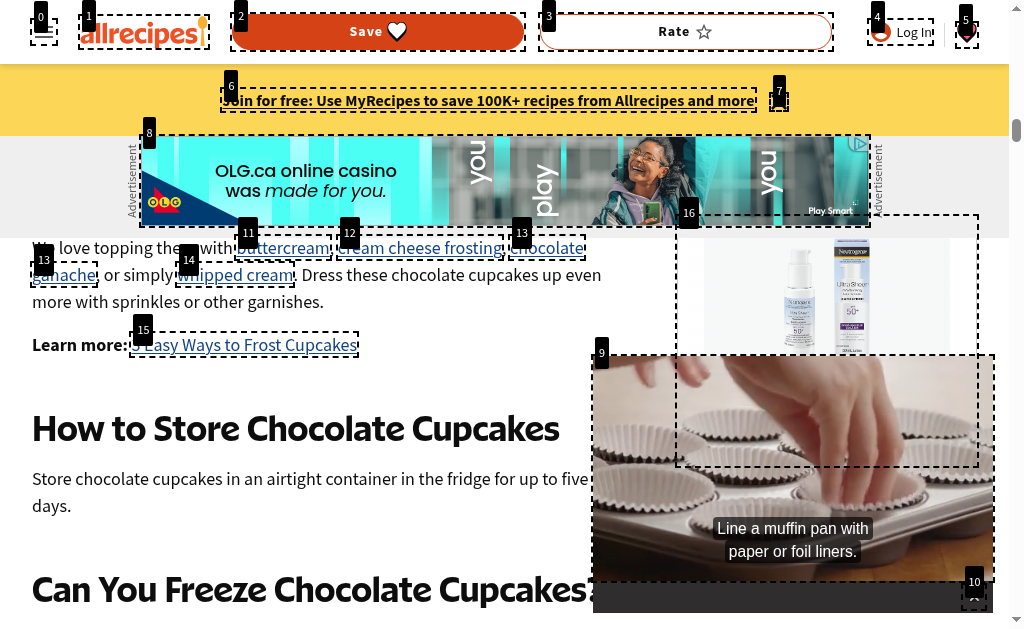 0
1
2
3
4
5
allrecipes
Save
Rate
Log In
6
7
Join for free: Use MyRecipes to save 100K+ recipes from Allrecipes and more
8
Advertisement
OLG.ca online casino
was made for you.
OLG
you
play
you
Play Smart
Advertisement
11
12
13
16
We love topping them with buttercream, cream cheese frosting, chocolate
13
14
ganache, or simply whipped cream. Dress these chocolate cupcakes up even
more with sprinkles or other garnishes.
15
Learn more: 5 Easy Ways to Frost Cupcakes
Neutrogena
Ultra Sheer
50+
9
How to Store Chocolate Cupcakes
Store chocolate cupcakes in an airtight container in the fridge for up to five
days.
Line a muffin pan with
paper or foil liners.
10
Can You Freeze Chocolate Cupcakes?